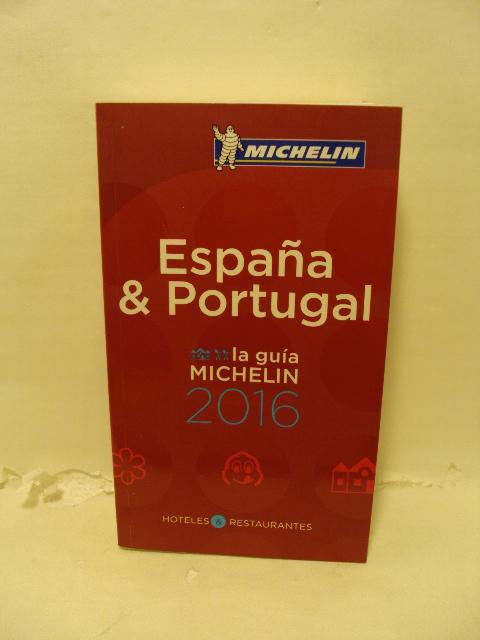 MICHELIN
España
& Portugal
la guía
MICHELIN
2016
HOTELES & RESTAURANTES